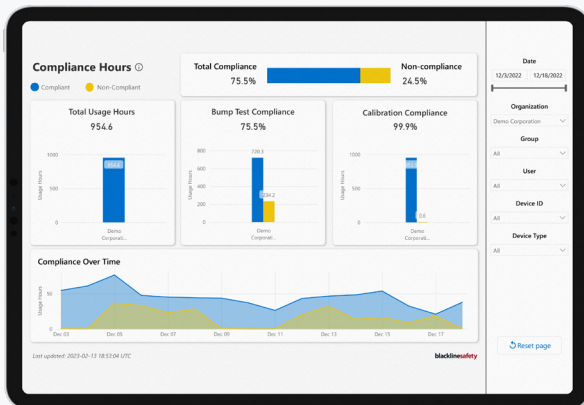 Compliance Hours
Compliant
Non-Compliant
Total Compliance
75.5%
Non-compliance
24.5%
Total Usage Hours
954.6
Usage Hours
1000
500
0
954.6
Demo
Corporati...
Bump Test Compliance
75.5%
Usage Hours
800
600
400
200
0
720.3
234.2
Demo
Corporati...
Calibration Compliance
99.9%
Usage Hours
1000
500
0
0.6
Demo
Corporati...
Compliance Over Time
Usage Hours
50
0
Dec 03
Dec 05
Dec 07
Dec 09
Dec 11
Dec 13
Dec 15
Dec 17
Last updated: 2023-02-13 18:53:04 UTC
blacklinesafety
Date
12/3/2022
12/18/2022
Organization
Demo Corporation
Group
All
User
All
Device ID
All
Device Type
All
Reset page